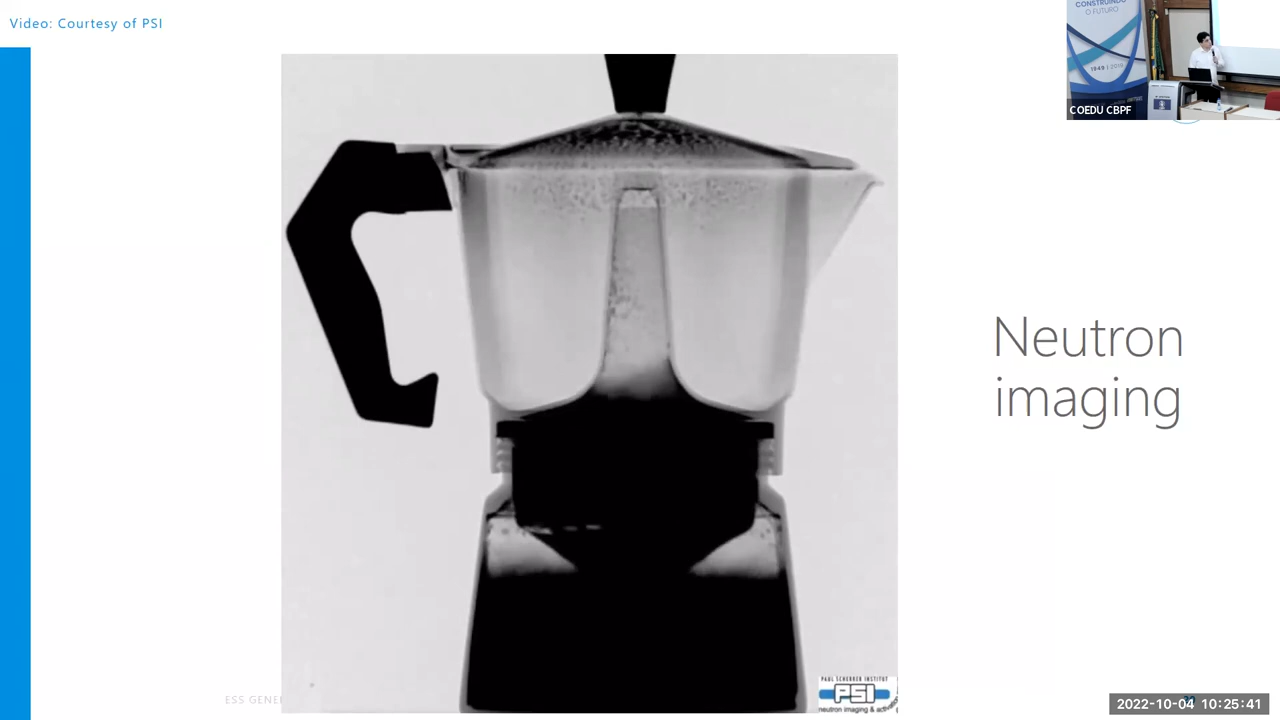 Video: Courtesy of PSI
CONSTRUINDO
O FUTURO
1949 | 2019
COEDU CBPF
Neutron
imaging
PAUL SCHERRER INSTITUT
PSI
neutron imaging &
ESS GENE
2022-10-04 10:25:41